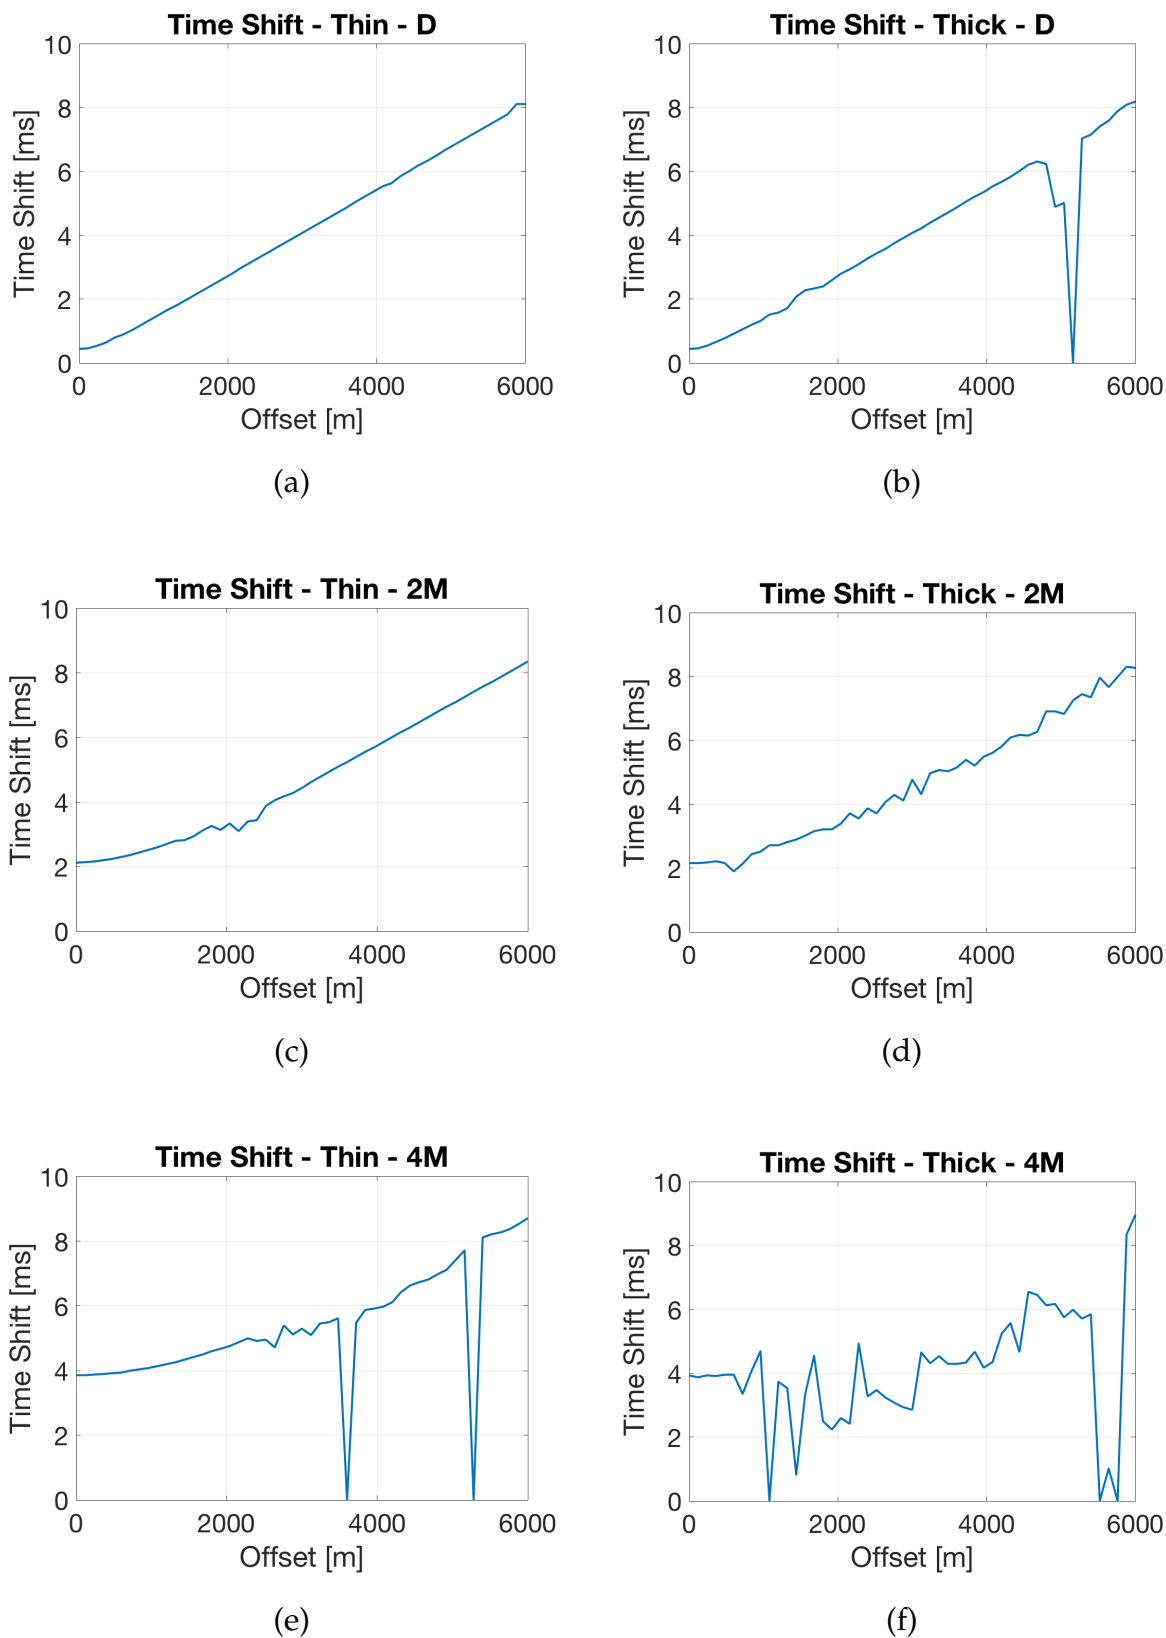 Time Shift - Thin - D
Time Shift [ms]
10
8
6
4
2
0
0 2000 4000 6000
Offset [m]
(a)
Time Shift - Thick - D
Time Shift [ms]
10
8
6
4
2
0
0 2000 4000 6000
Offset [m]
(b)
Time Shift - Thin - 2M
Time Shift [ms]
10
8
6
4
2
0
0 2000 4000 6000
Offset [m]
(c)
Time Shift - Thick - 2M
Time Shift [ms]
10
8
6
4
2
0
0 2000 4000 6000
Offset [m]
(d)
Time Shift - Thin - 4M
Time Shift [ms]
10
8
6
4
2
0
0 2000 4000 6000
Offset [m]
(e)
Time Shift - Thick - 4M
Time Shift [ms]
10
8
6
4
2
0
0 2000 4000 6000
Offset [m]
(f)